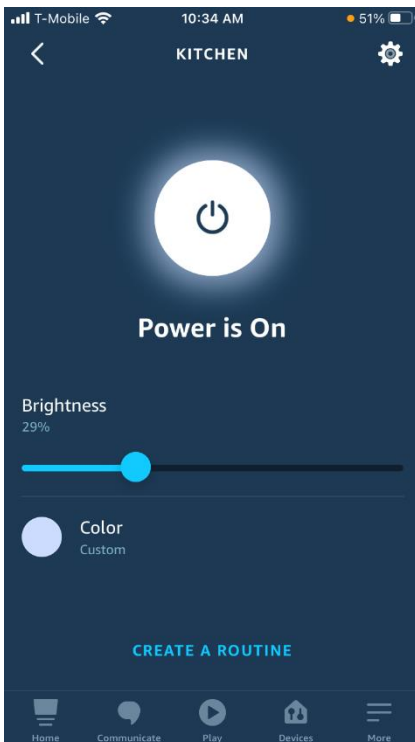 T-Mobile 10:34 AM 51%
KITCHEN
Power is On
Brightness
29%
Color
Custom
CREATE A ROUTINE
Home Communicate Play Devices More